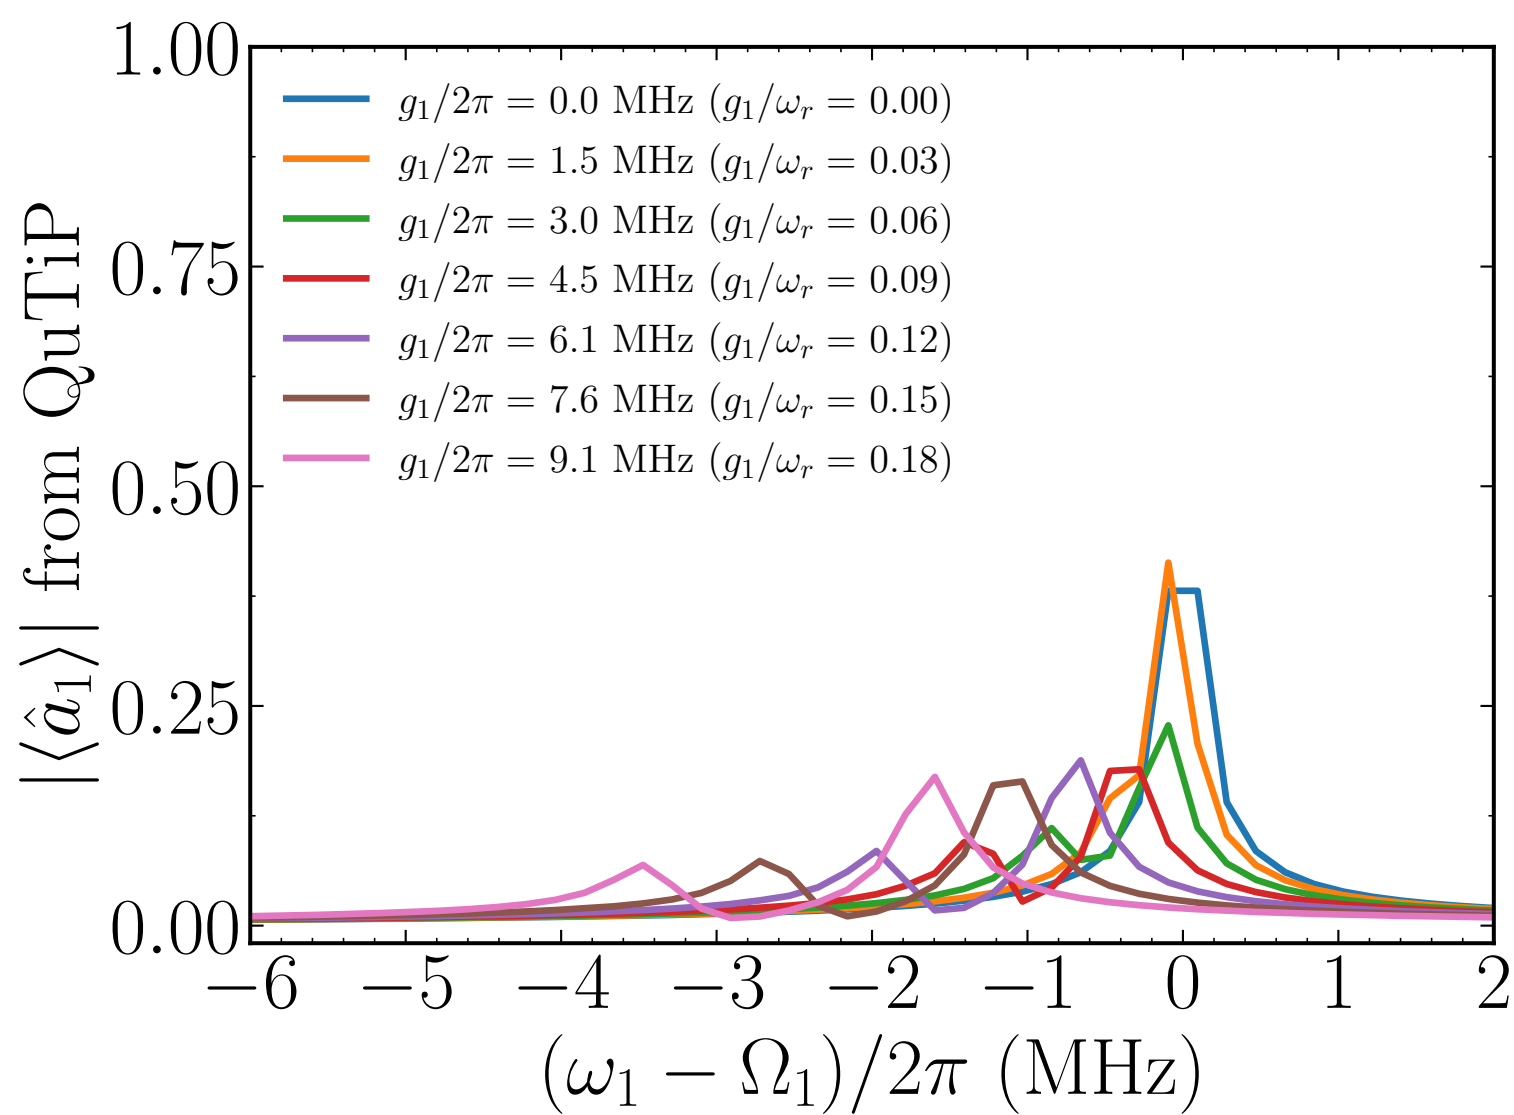 1.00
0.75
0.50
0.25
0.00
|⟨â₁⟩| from QuTiP
g₁/2π = 0.0 MHz (g₁/ωᵣ = 0.00)
g₁/2π = 1.5 MHz (g₁/ωᵣ = 0.03)
g₁/2π = 3.0 MHz (g₁/ωᵣ = 0.06)
g₁/2π = 4.5 MHz (g₁/ωᵣ = 0.09)
g₁/2π = 6.1 MHz (g₁/ωᵣ = 0.12)
g₁/2π = 7.6 MHz (g₁/ωᵣ = 0.15)
g₁/2π = 9.1 MHz (g₁/ωᵣ = 0.18)
−6 −5 −4 −3 −2 −1 0 1 2
(ω₁ − Ω₁)/2π (MHz)